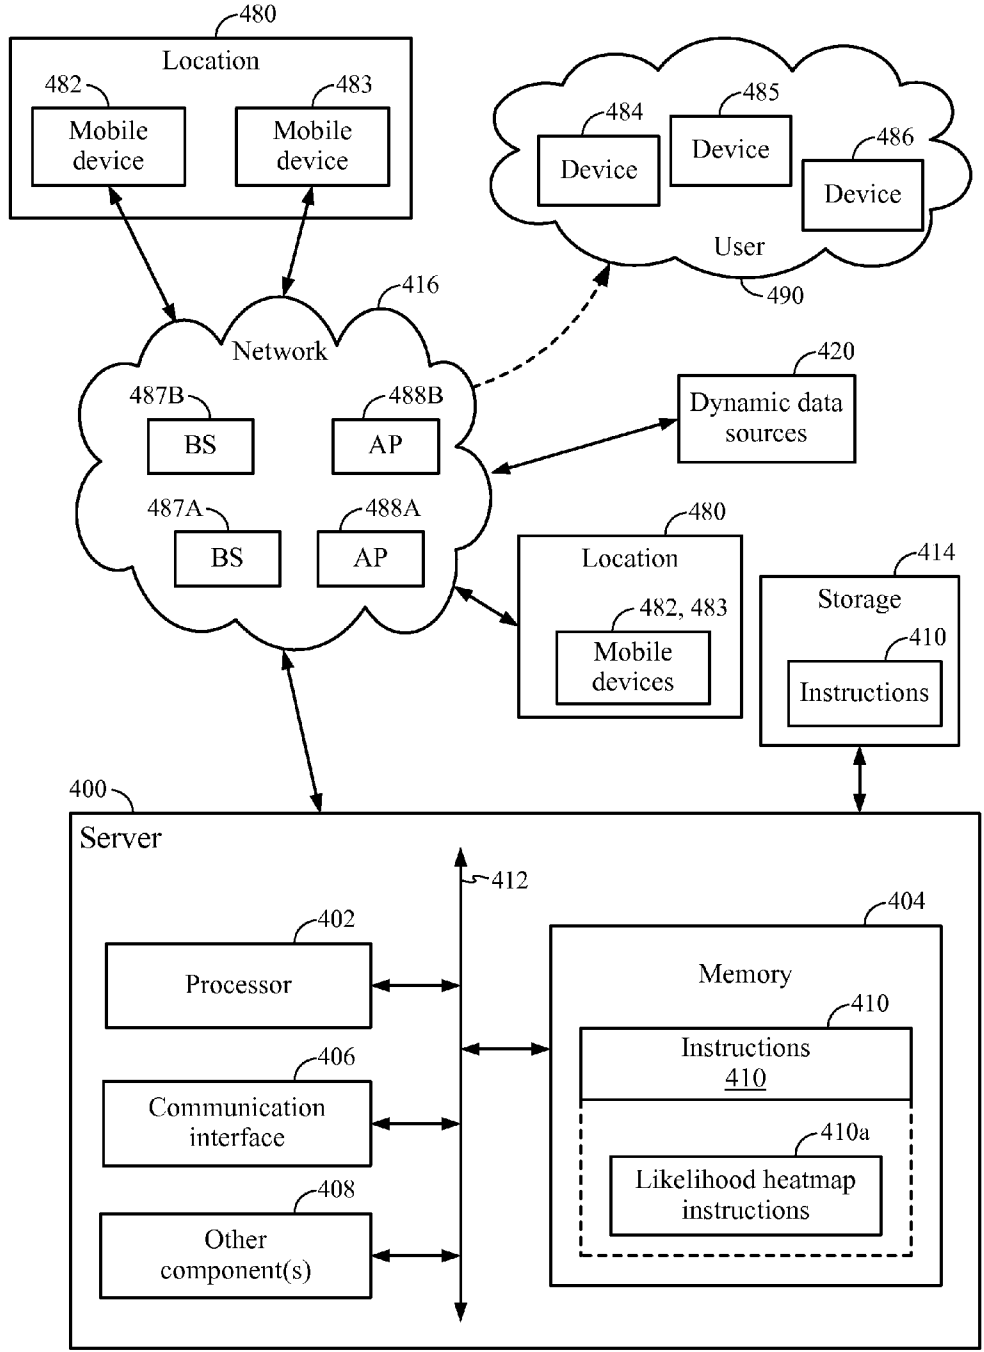 480
Location
482
483
Mobile
device
Mobile
device
484
485
486
Device
Device
Device
User
490
416
Network
487B
BS
488B
AP
487A
BS
488A
AP
420
Dynamic data
sources
480
Location
482, 483
Mobile
devices
414
Storage
410
Instructions
400
Server
412
402
Processor
406
Communication
interface
408
Other
component(s)
404
Memory
410
Instructions
410
410a
Likelihood heatmap
instructions